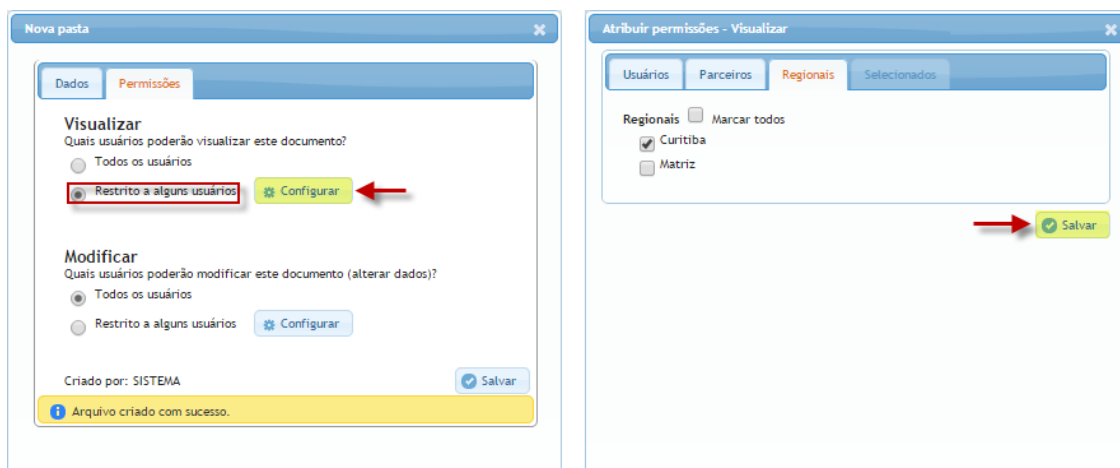 Nova pasta
Dados Permissões
Visualizar
Quais usuários poderão visualizar este documento?
Todos os usuários
Restrito a alguns usuários Configurar
Modificar
Quais usuários poderão modificar este documento (alterar dados)?
Todos os usuários
Restrito a alguns usuários Configurar
Criado por: SISTEMA Salvar
Arquivo criado com sucesso.
Atribuir permissões - Visualizar
Usuários Parceiros Regionais Selecionados
Regionais Marcar todos
Curitiba
Matriz
Salvar